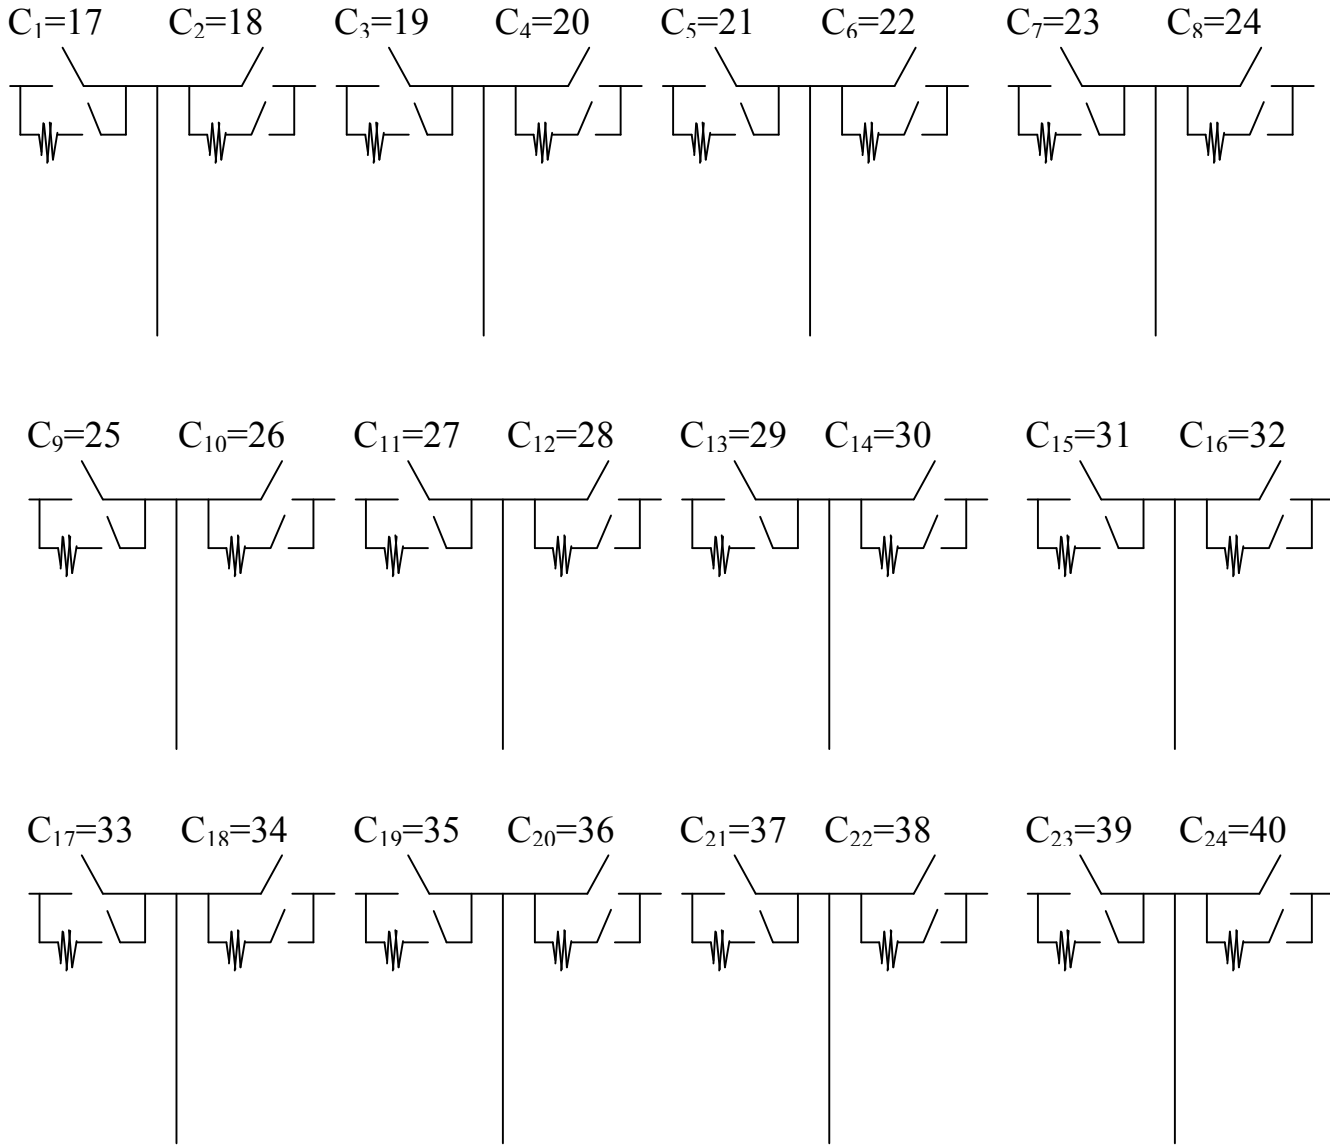 C₁=17 C₂=18 C₃=19 C₄=20 C₅=21 C₆=22 C₇=23 C₈=24
C₉=25 C₁₀=26 C₁₁=27 C₁₂=28 C₁₃=29 C₁₄=30 C₁₅=31 C₁₆=32
C₁₇=33 C₁₈=34 C₁₉=35 C₂₀=36 C₂₁=37 C₂₂=38 C₂₃=39 C₂₄=40